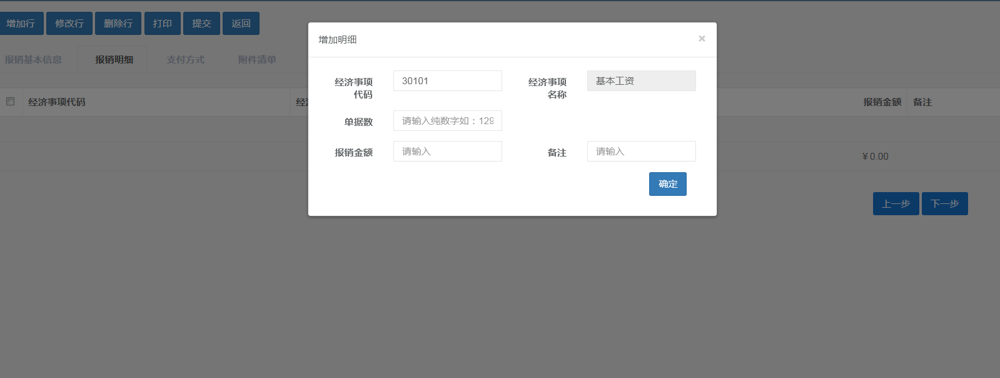 增加行 修改行 删除行 打印 提交 返回
增加明细 ×
报销基本信息 报销明细 支付方式 附件清单
经济事项代码 30101 经济事项名称 基本工资
经济事项代码 经 报销金额 备注
单据数 请输入纯数字如：129
报销金额 请输入 备注 请输入
¥ 0.00
确定
上一步 下一步